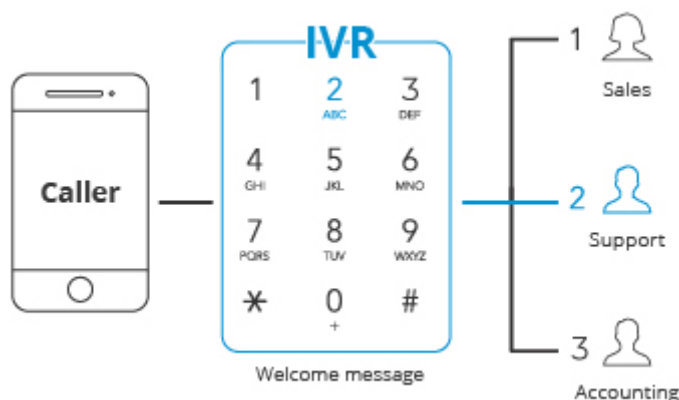 IVR
Caller
1 2 3
ABC DEF
4 5 6
GHI JKL MNO
7 8 9
PQRS TUV WXYZ
* 0 #
+
Welcome message
1
Sales
2
Support
3
Accounting